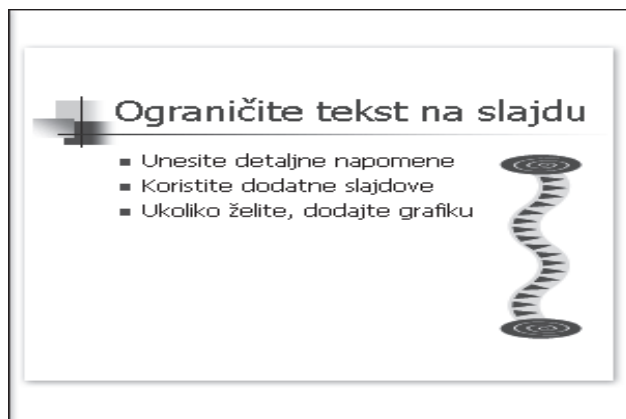 Ograničite tekst na slajdu
Unesite detaljne napomene
Koristite dodatne slajdove
Ukoliko želite, dodajte grafiku